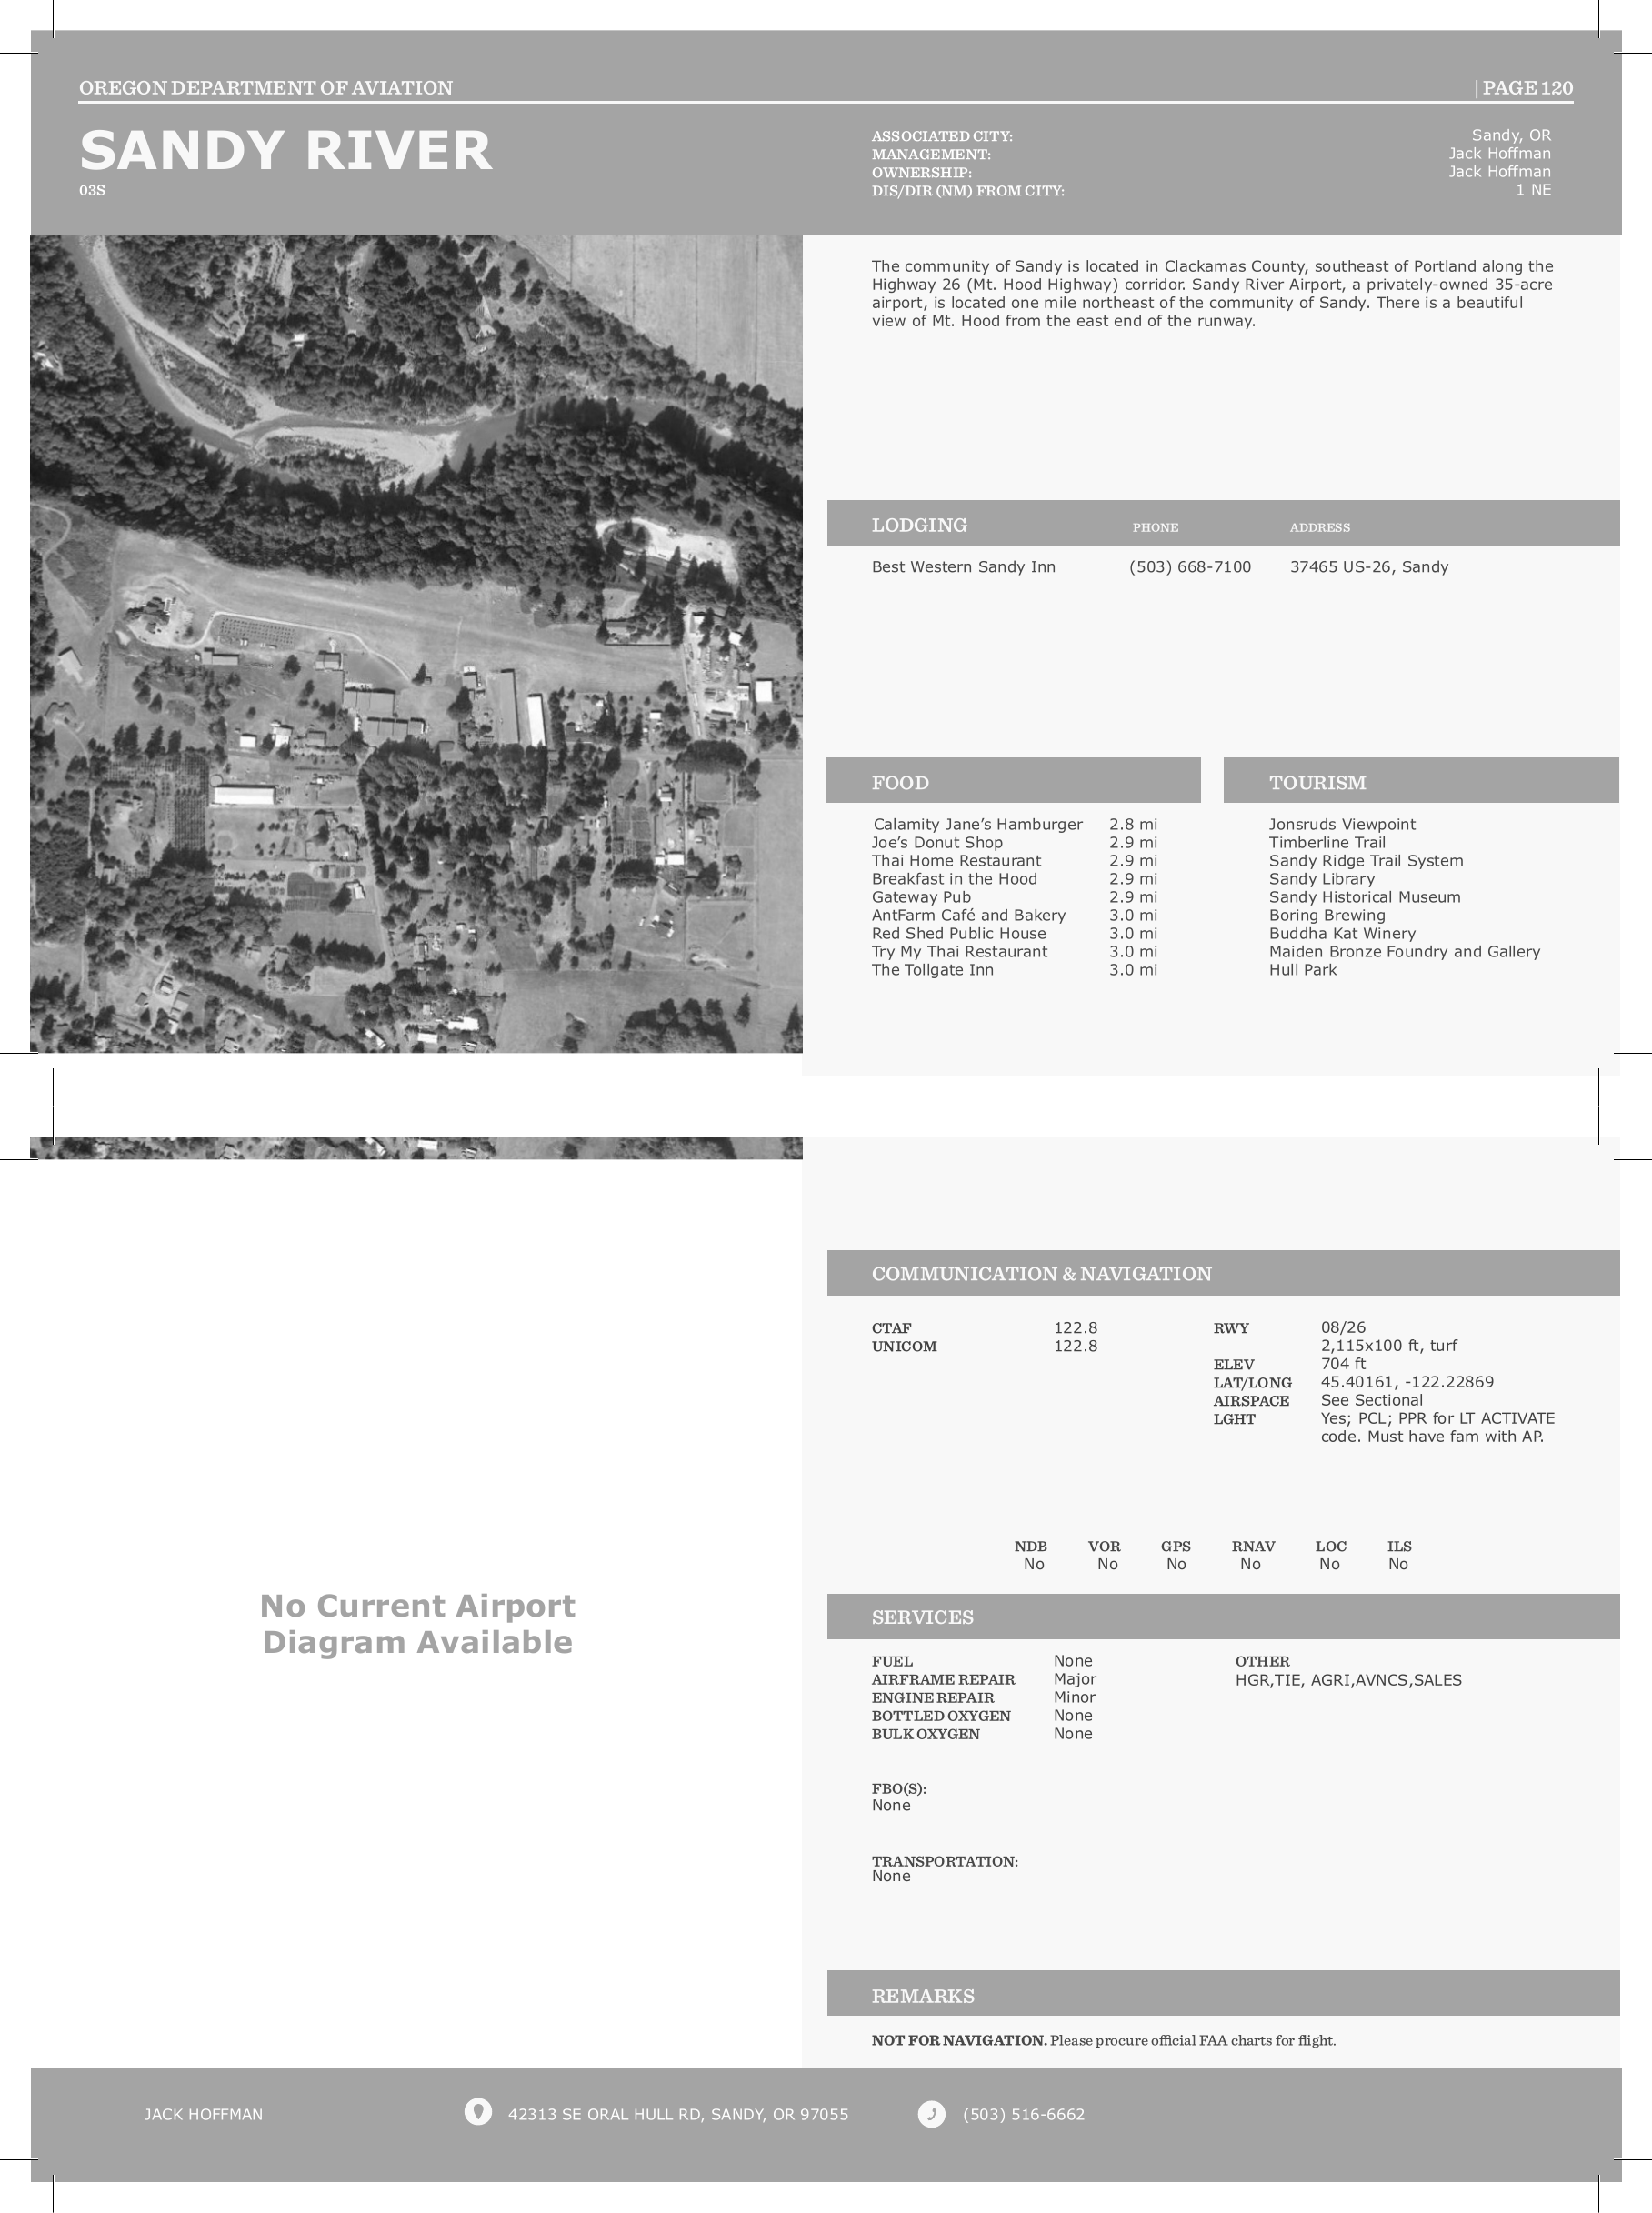 OREGON DEPARTMENT OF AVIATION | PAGE 120
SANDY RIVER
03S
ASSOCIATED CITY: Sandy, OR
MANAGEMENT: Jack Hoffman
OWNERSHIP: Jack Hoffman
DIS/DIR (NM) FROM CITY: 1 NE
The community of Sandy is located in Clackamas County, southeast of Portland along the
Highway 26 (Mt. Hood Highway) corridor. Sandy River Airport, a privately-owned 35-acre
airport, is located one mile northeast of the community of Sandy. There is a beautiful
view of Mt. Hood from the east end of the runway.
LODGING PHONE ADDRESS
Best Western Sandy Inn (503) 668-7100 37465 US-26, Sandy
FOOD
Calamity Jane’s Hamburger 2.8 mi
Joe’s Donut Shop 2.9 mi
Thai Home Restaurant 2.9 mi
Breakfast in the Hood 2.9 mi
Gateway Pub 2.9 mi
AntFarm Café and Bakery 3.0 mi
Red Shed Public House 3.0 mi
Try My Thai Restaurant 3.0 mi
The Tollgate Inn 3.0 mi
TOURISM
Jonsruds Viewpoint
Timberline Trail
Sandy Ridge Trail System
Sandy Library
Sandy Historical Museum
Boring Brewing
Buddha Kat Winery
Maiden Bronze Foundry and Gallery
Hull Park
No Current Airport
Diagram Available
COMMUNICATION & NAVIGATION
CTAF 122.8
UNICOM 122.8
RWY 08/26
2,115x100 ft, turf
ELEV 704 ft
LAT/LONG 45.40161, -122.22869
AIRSPACE See Sectional
LGHT Yes; PCL; PPR for LT ACTIVATE
code. Must have fam with AP.
NDB VOR GPS RNAV LOC ILS
No No No No No No
SERVICES
FUEL None
AIRFRAME REPAIR Major
ENGINE REPAIR Minor
BOTTLED OXYGEN None
BULK OXYGEN None
OTHER
HGR,TIE, AGRI,AVNCS,SALES
FBO(S):
None
TRANSPORTATION:
None
REMARKS
NOT FOR NAVIGATION. Please procure official FAA charts for flight.
JACK HOFFMAN 42313 SE ORAL HULL RD, SANDY, OR 97055 (503) 516-6662